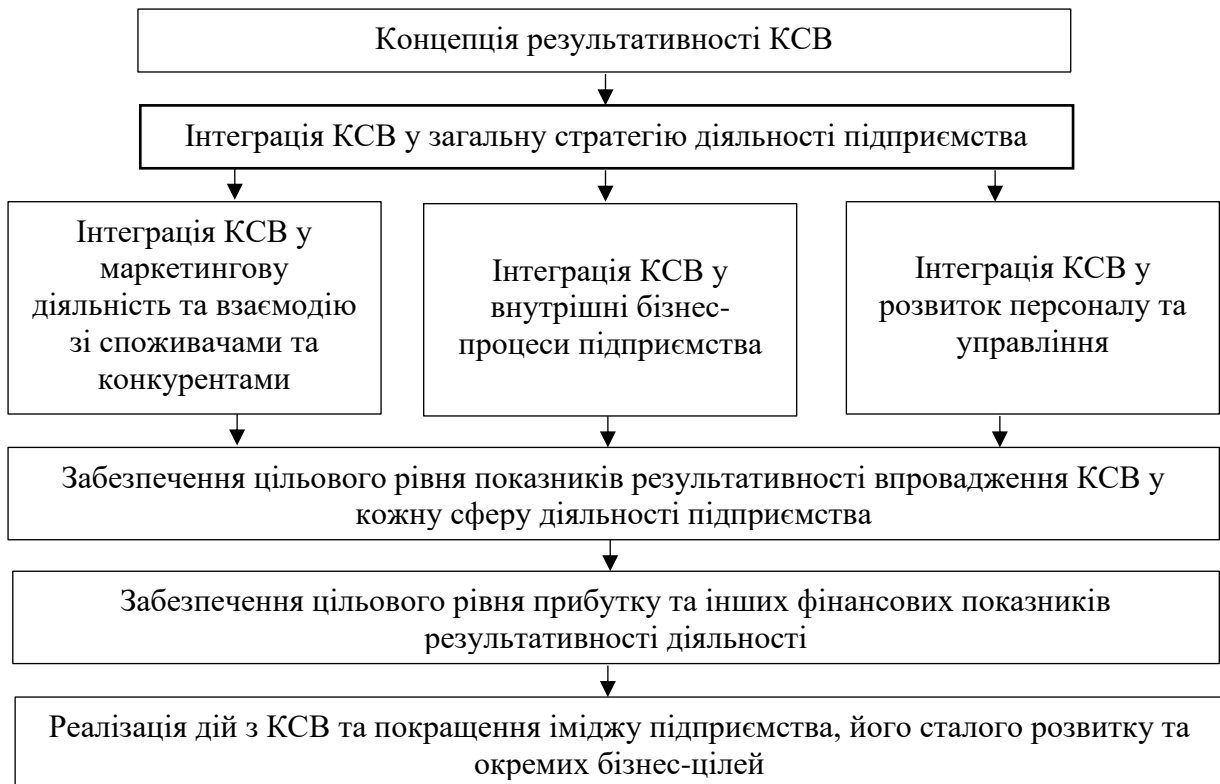 Концепція результативності КСВ
Інтеграція КСВ у загальну стратегію діяльності підприємства
Інтеграція КСВ у
маркетингову
діяльність та взаємодію
зі споживачами та
конкурентами
Інтеграція КСВ у
внутрішні бізнес-
процеси підприємства
Інтеграція КСВ у
розвиток персоналу та
управління
Забезпечення цільового рівня показників результативності впровадження КСВ у
кожну сферу діяльності підприємства
Забезпечення цільового рівня прибутку та інших фінансових показників
результативності діяльності
Реалізація дій з КСВ та покращення іміджу підприємства, його сталого розвитку та
окремих бізнес-цілей